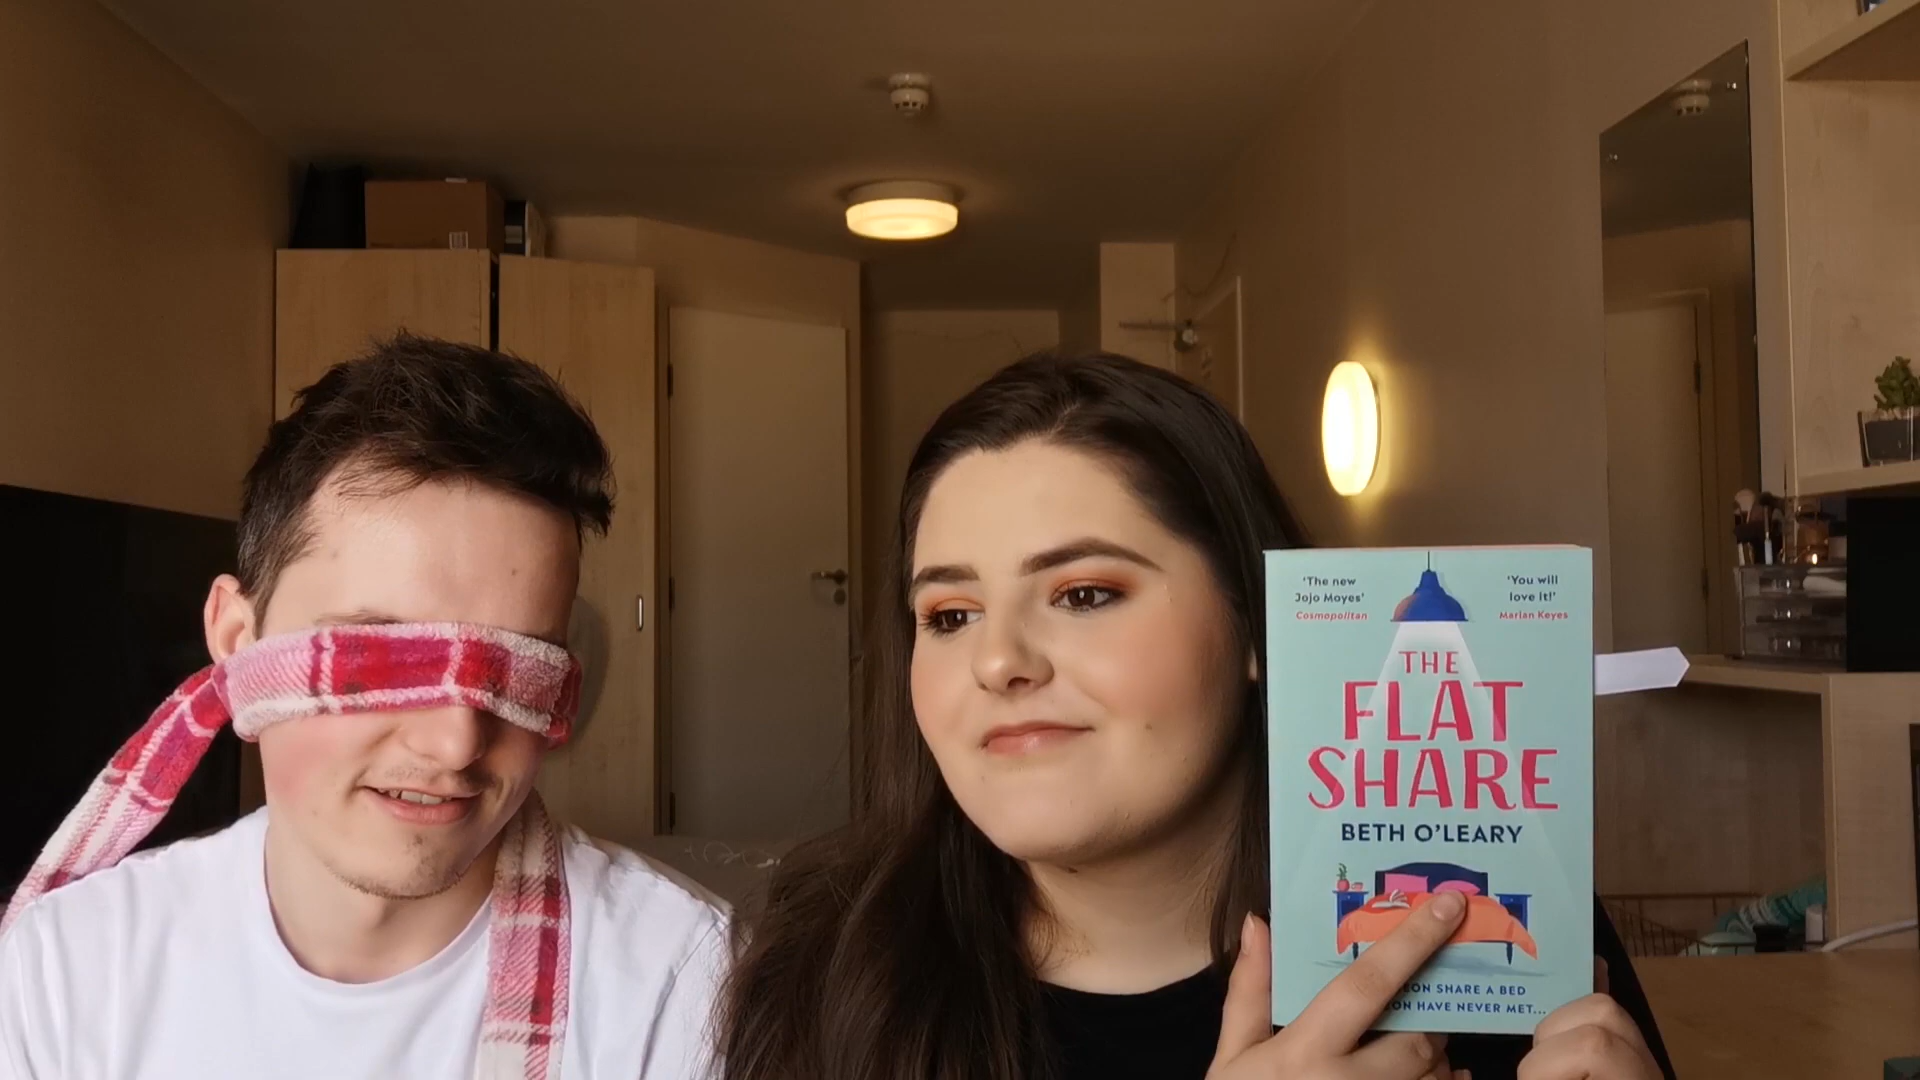 'The new
Jojo Moyes'
Cosmopolitan
'You will
love it!'
Marian Keyes
THE
FLAT
SHARE
BETH O'LEARY
SHARE A BED
HAVE NEVER MET...